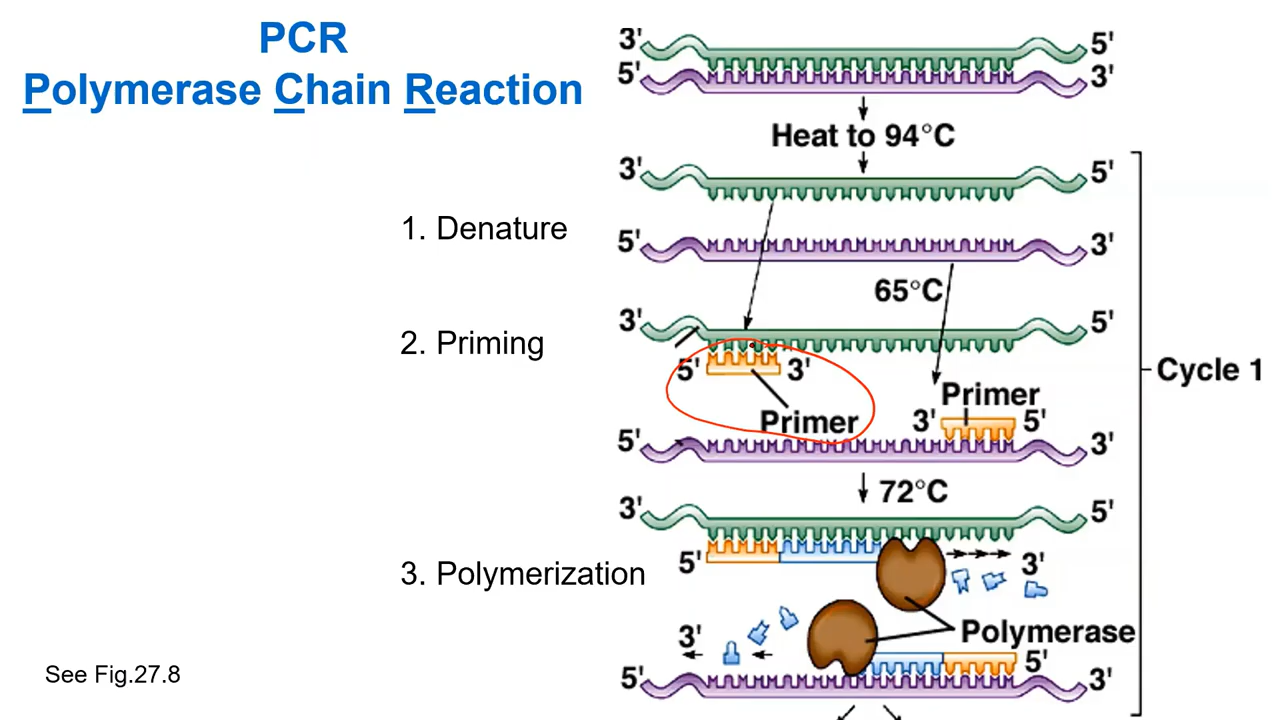 PCR
Polymerase Chain Reaction
3' 5'
5' 3'
Heat to 94°C
3' 5'
1. Denature
5' 3'
65°C
3' 5'
2. Priming
5' 3'
Cycle 1
Primer
Primer
3' 5'
5' 3'
72°C
3' 5'
5' 3'
3. Polymerization
Polymerase
3' 5'
5' 3'
See Fig.27.8